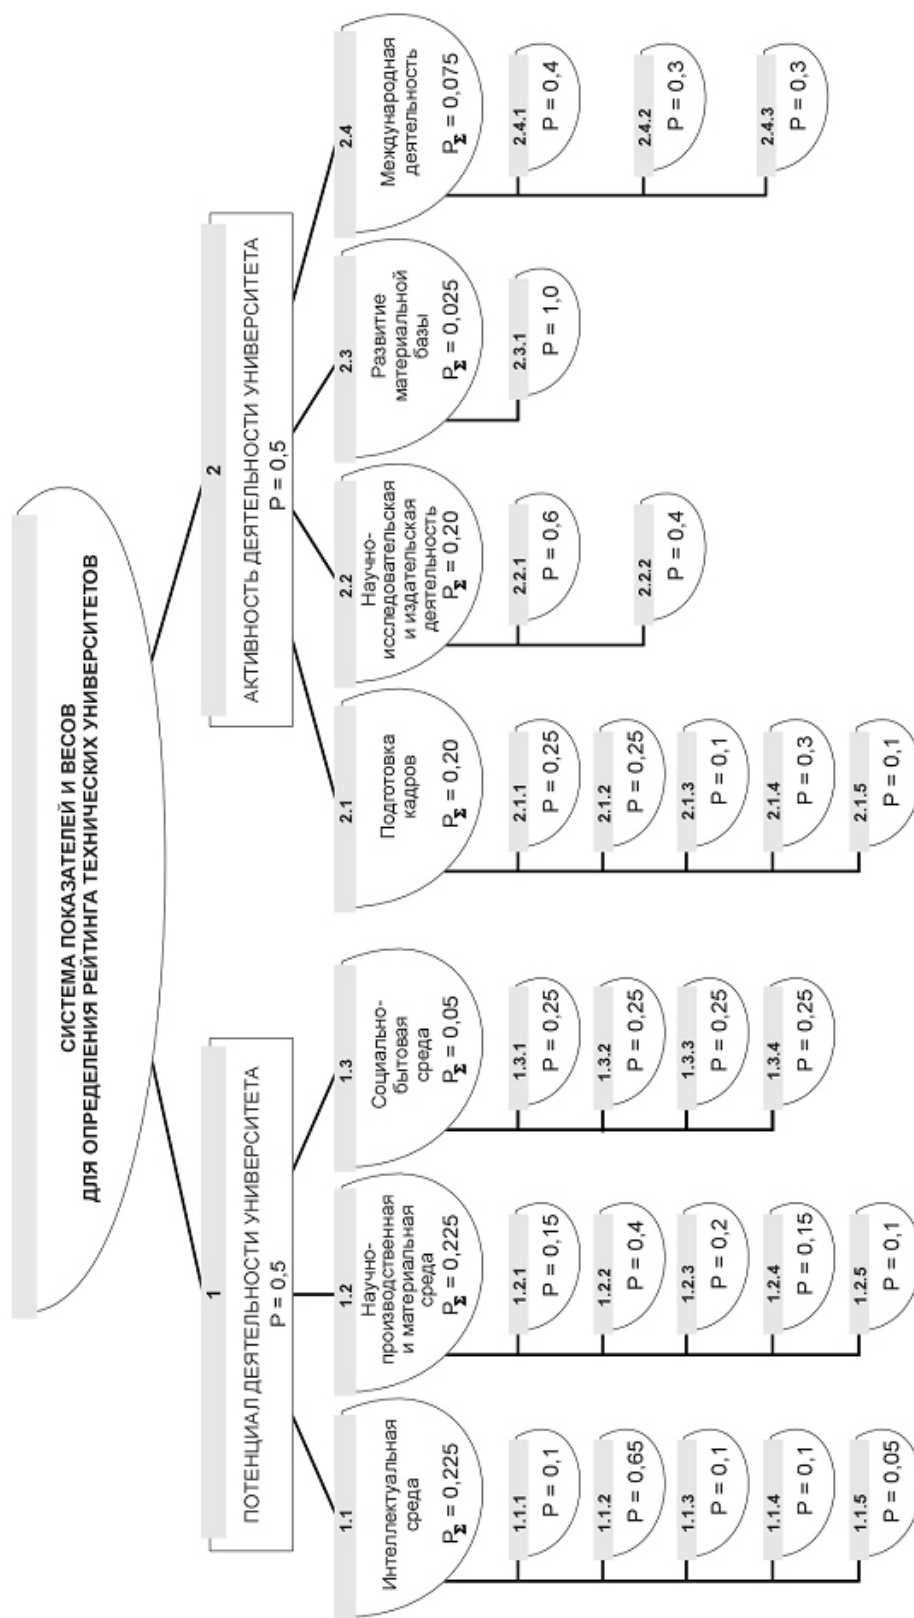 СИСТЕМА ПОКАЗАТЕЛЕЙ И ВЕСОВ
ДЛЯ ОПРЕДЕЛЕНИЯ РЕЙТИНГА ТЕХНИЧЕСКИХ УНИВЕРСИТЕТОВ
1
ПОТЕНЦИАЛ ДЕЯТЕЛЬНОСТИ УНИВЕРСИТЕТА
P = 0,5
2
АКТИВНОСТЬ ДЕЯТЕЛЬНОСТИ УНИВЕРСИТЕТА
P = 0,5
1.1
Интеллектуальная
среда
PΣ = 0,225
1.1.1
P = 0,1
1.1.2
P = 0,65
1.1.3
P = 0,1
1.1.4
P = 0,1
1.1.5
P = 0,05
1.2
Научно-
производственная
и материальная
среда
PΣ = 0,225
1.2.1
P = 0,15
1.2.2
P = 0,4
1.2.3
P = 0,2
1.2.4
P = 0,15
1.2.5
P = 0,1
1.3
Социально-
бытовая
среда
PΣ = 0,05
1.3.1
P = 0,25
1.3.2
P = 0,25
1.3.3
P = 0,25
1.3.4
P = 0,25
2.1
Подготовка
кадров
PΣ = 0,20
2.1.1
P = 0,25
2.1.2
P = 0,25
2.1.3
P = 0,1
2.1.4
P = 0,3
2.1.5
P = 0,1
2.2
Научно-
исследовательская
и издательская
деятельность
PΣ = 0,20
2.2.1
P = 0,6
2.2.2
P = 0,4
2.3
Развитие
материальной
базы
PΣ = 0,025
2.3.1
P = 1,0
2.4
Международная
деятельность
PΣ = 0,075
2.4.1
P = 0,4
2.4.2
P = 0,3
2.4.3
P = 0,3